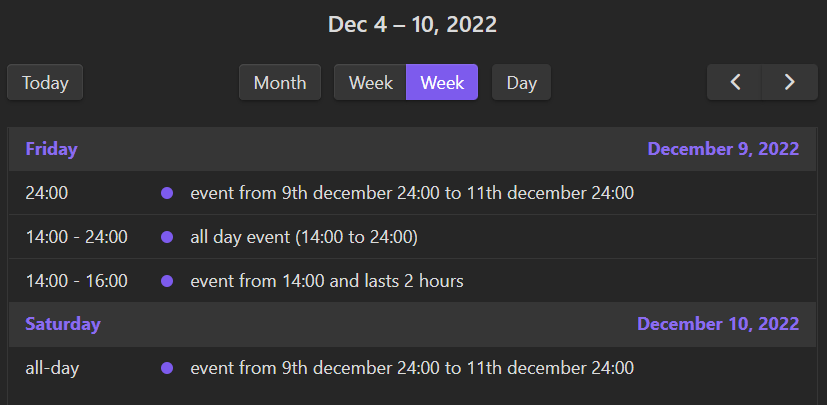 Dec 4 – 10, 2022
Today Month Week Week Day
Friday December 9, 2022
24:00 event from 9th december 24:00 to 11th december 24:00
14:00 - 24:00 all day event (14:00 to 24:00)
14:00 - 16:00 event from 14:00 and lasts 2 hours
Saturday December 10, 2022
all-day event from 9th december 24:00 to 11th december 24:00